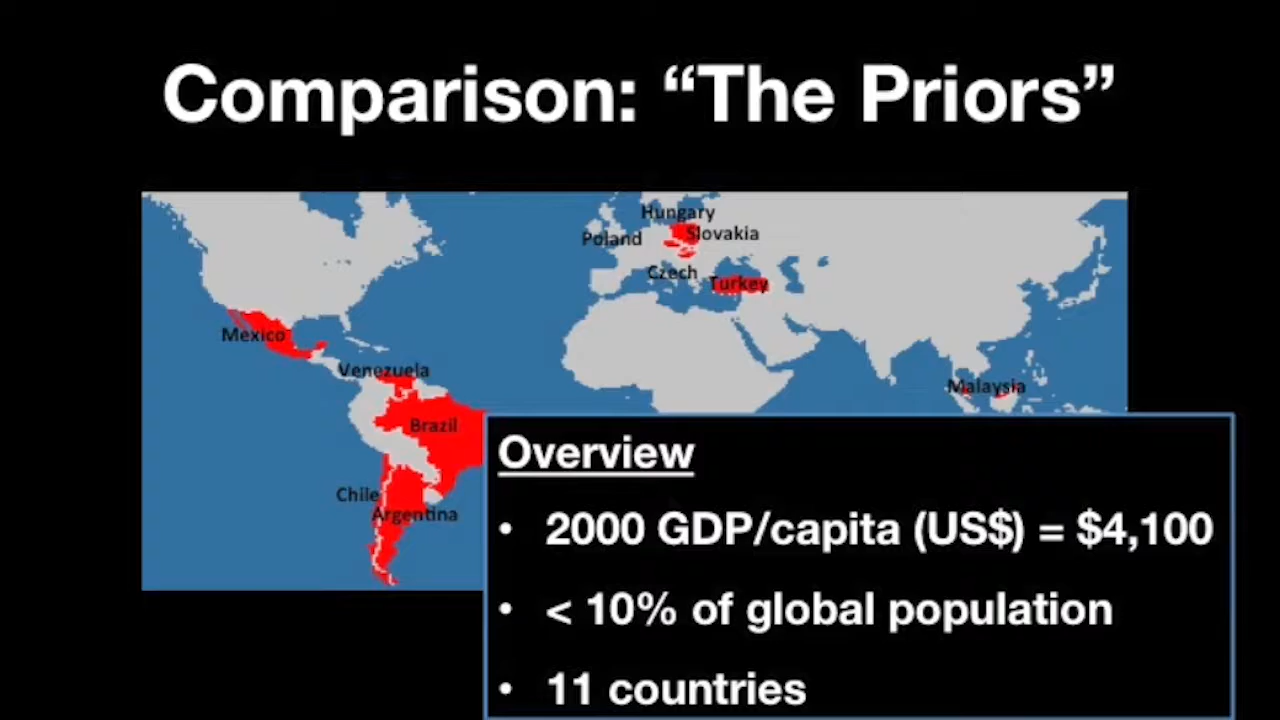 Comparison: “The Priors”
Hungary
Poland
Slovakia
Czech
Turkey
Mexico
Venezuela
Malaysia
Brazil
Chile
Argentina
Overview
• 2000 GDP/capita (US$) = $4,100
• < 10% of global population
• 11 countries